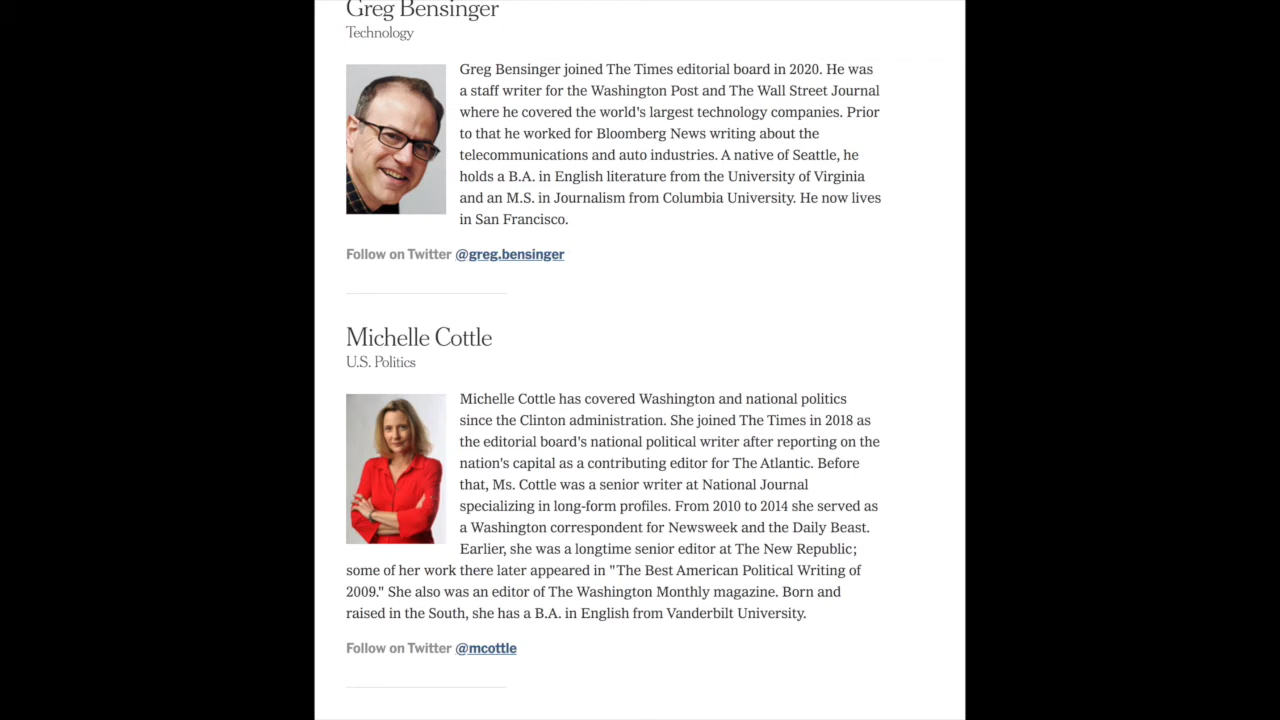 Greg Bensinger
Technology
Greg Bensinger joined The Times editorial board in 2020. He was
a staff writer for the Washington Post and The Wall Street Journal
where he covered the world's largest technology companies. Prior
to that he worked for Bloomberg News writing about the
telecommunications and auto industries. A native of Seattle, he
holds a B.A. in English literature from the University of Virginia
and an M.S. in Journalism from Columbia University. He now lives
in San Francisco.
Follow on Twitter @greg.bensinger
Michelle Cottle
U.S. Politics
Michelle Cottle has covered Washington and national politics
since the Clinton administration. She joined The Times in 2018 as
the editorial board's national political writer after reporting on the
nation's capital as a contributing editor for The Atlantic. Before
that, Ms. Cottle was a senior writer at National Journal
specializing in long-form profiles. From 2010 to 2014 she served as
a Washington correspondent for Newsweek and the Daily Beast.
Earlier, she was a longtime senior editor at The New Republic;
some of her work there later appeared in "The Best American Political Writing of
2009." She also was an editor of The Washington Monthly magazine. Born and
raised in the South, she has a B.A. in English from Vanderbilt University.
Follow on Twitter @mcottle